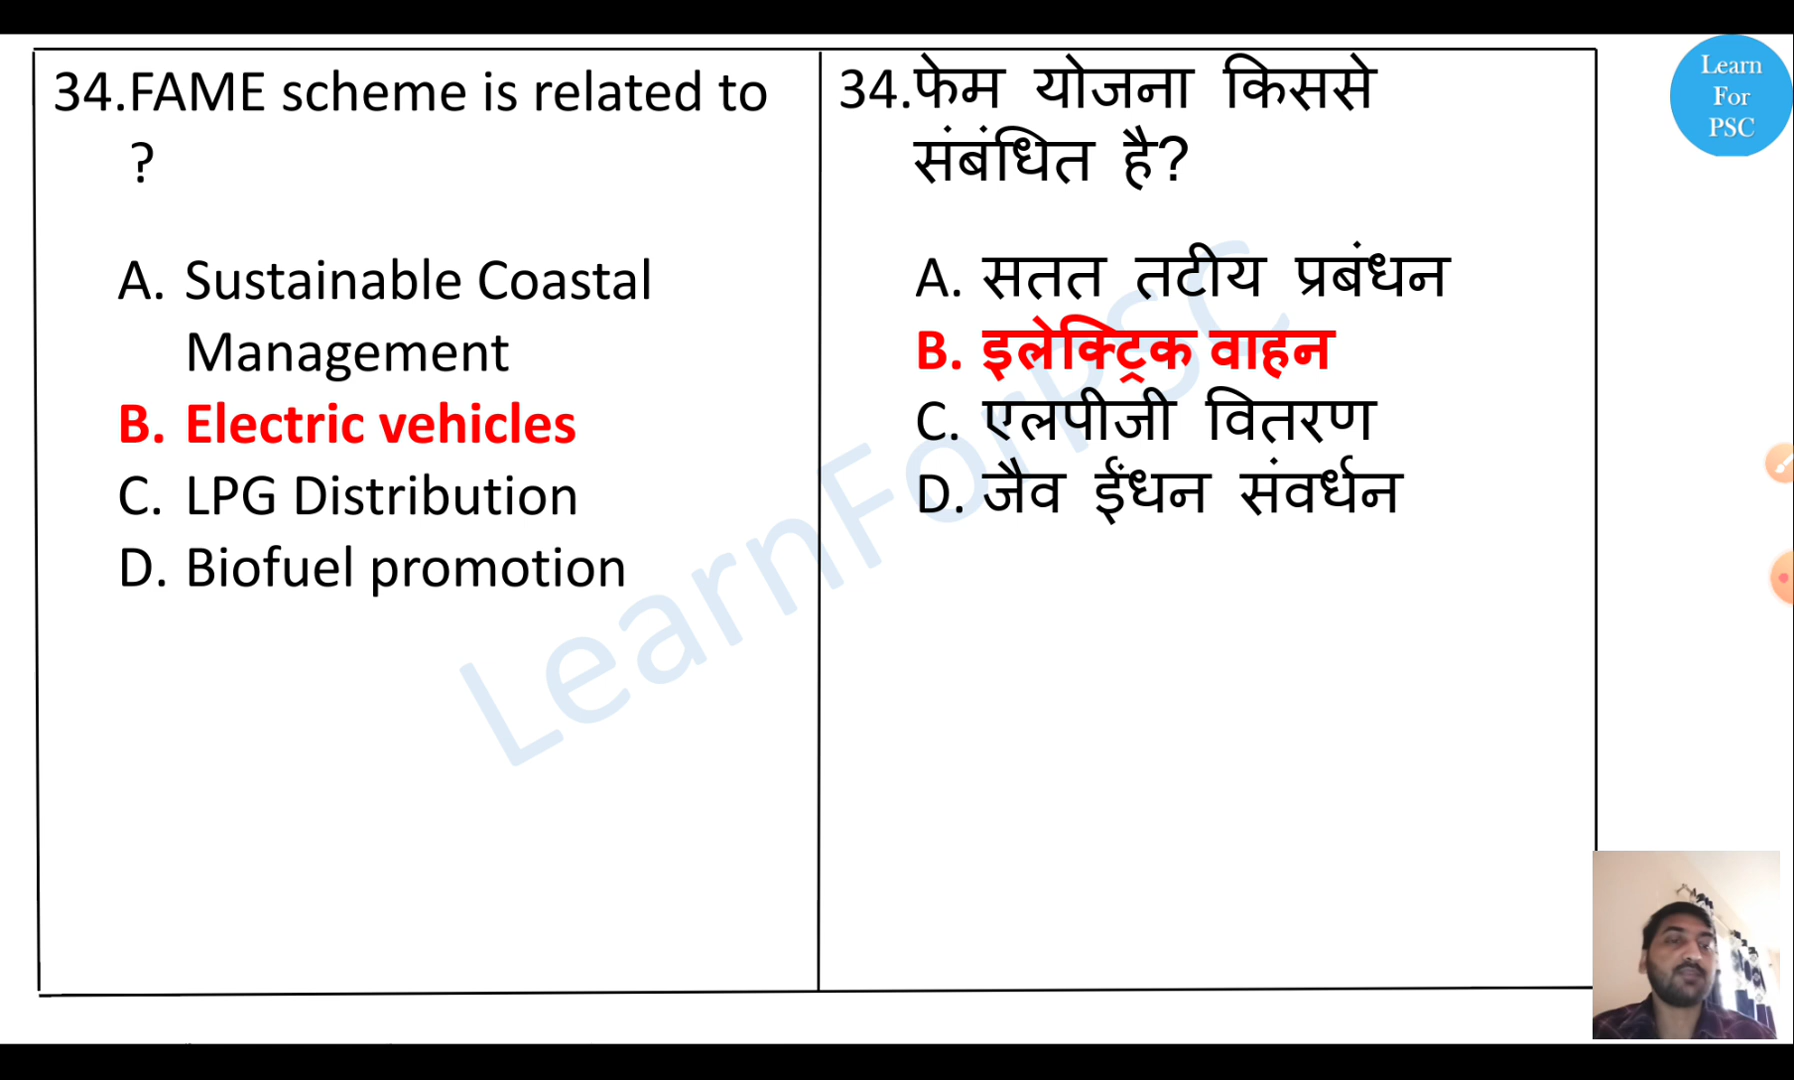 34.FAME scheme is related to
?
A. Sustainable Coastal
Management
B. Electric vehicles
C. LPG Distribution
D. Biofuel promotion
34.फेम योजना किससे
संबंधित है?
A. सतत तटीय प्रबंधन
B. इलेक्ट्रिक वाहन
C. एलपीजी वितरण
D. जैव ईंधन संवर्धन
Learn
For
PSC
LearnForPSC